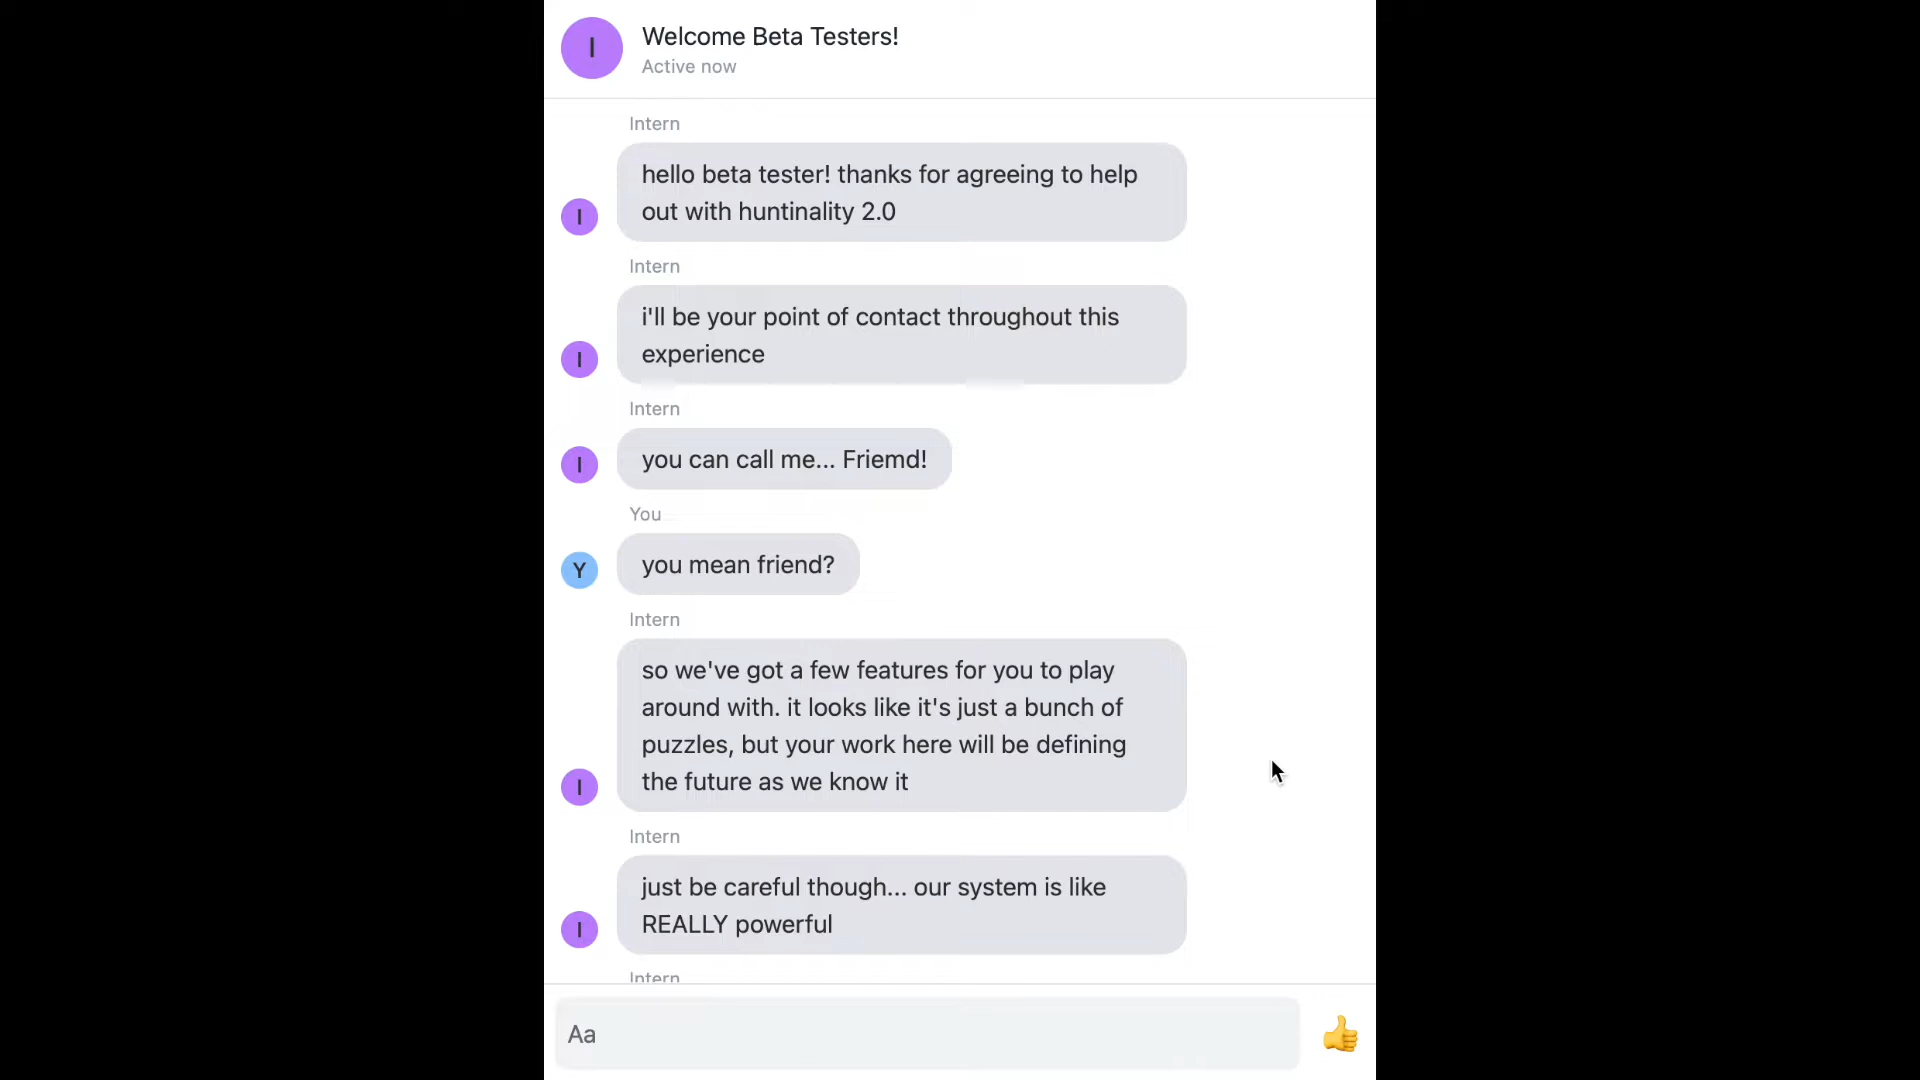 I
Welcome Beta Testers!
Active now
Intern
hello beta tester! thanks for agreeing to help
out with huntinality 2.0
I
Intern
i'll be your point of contact throughout this
experience
I
Intern
you can call me... Friemd!
I
You
you mean friend?
Y
Intern
so we've got a few features for you to play
around with. it looks like it's just a bunch of
puzzles, but your work here will be defining
the future as we know it
I
Intern
just be careful though... our system is like
REALLY powerful
I
Intern
Aa